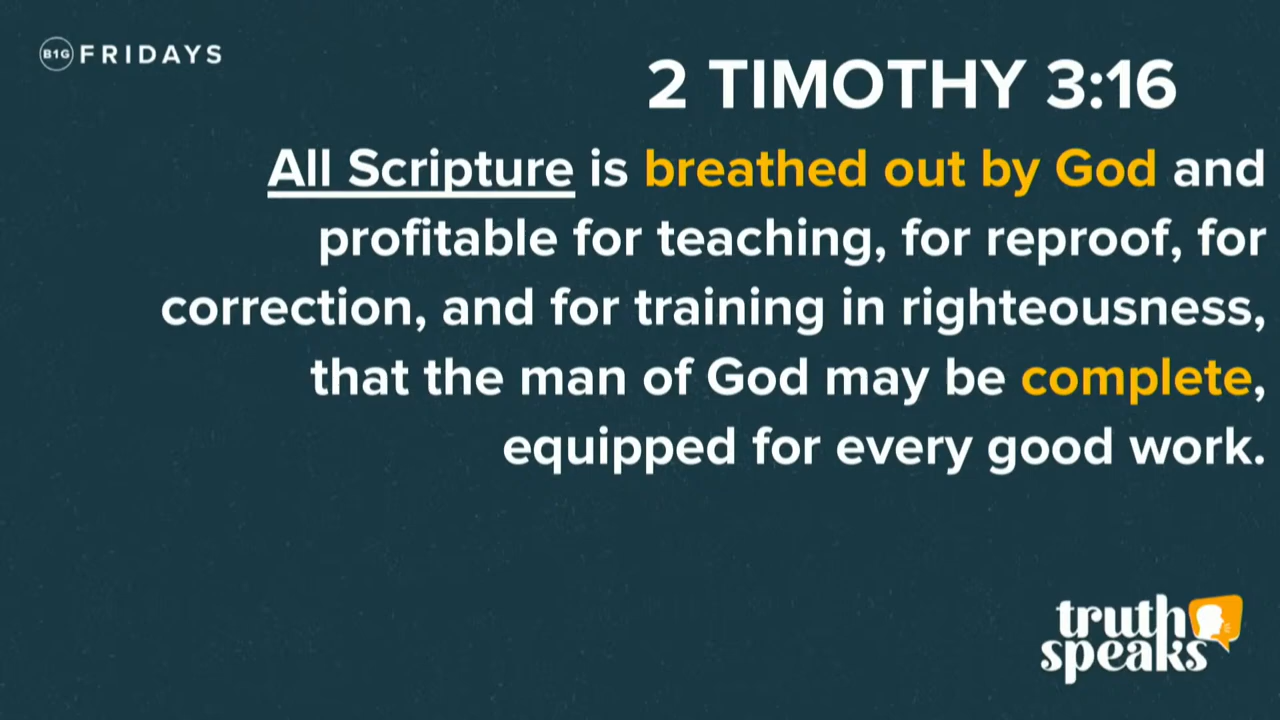 B1G FRIDAYS
2 TIMOTHY 3:16
All Scripture is breathed out by God and
profitable for teaching, for reproof, for
correction, and for training in righteousness,
that the man of God may be complete,
equipped for every good work.
truth
speaks